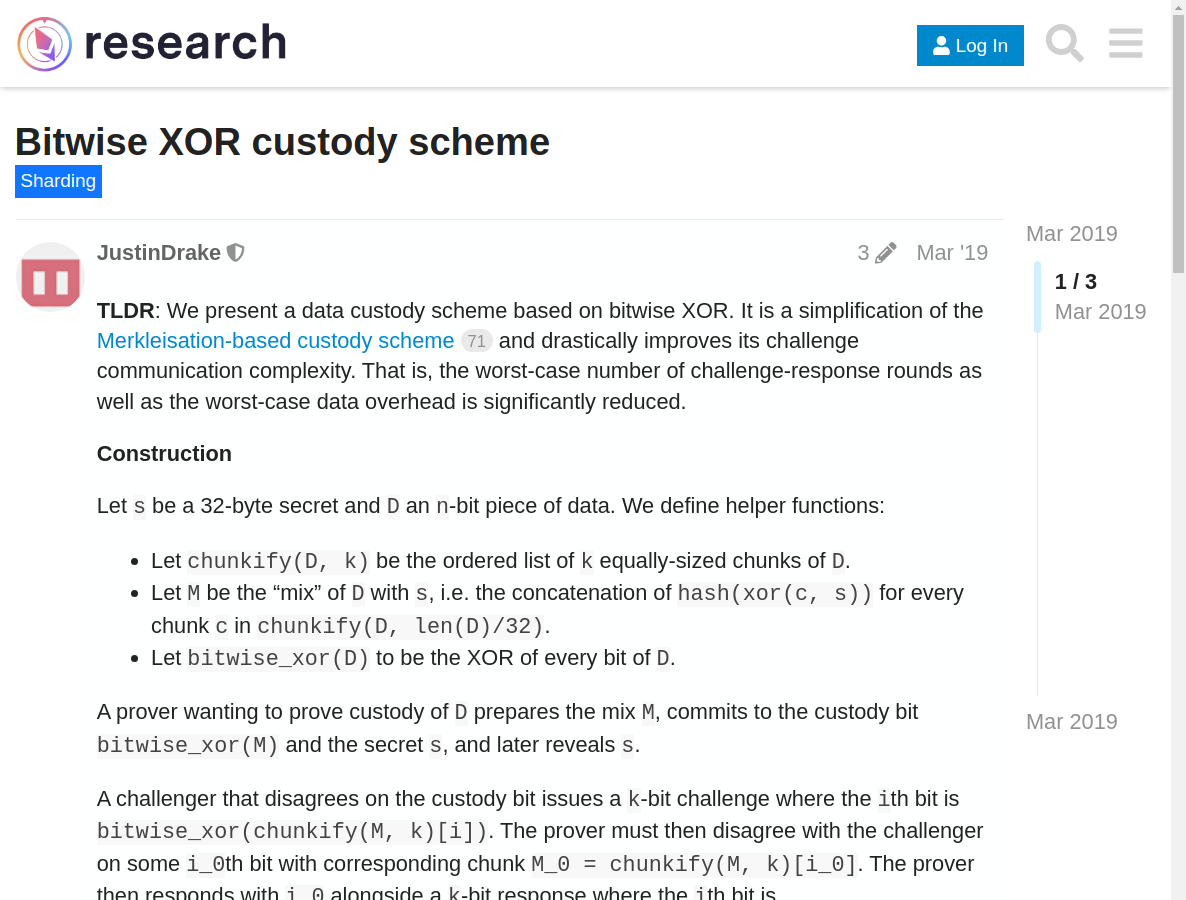 research
Log In
Bitwise XOR custody scheme
Sharding
JustinDrake 3 Mar '19
Mar 2019
1 / 3
Mar 2019
TLDR: We present a data custody scheme based on bitwise XOR. It is a simplification of the
Merkleisation-based custody scheme 71 and drastically improves its challenge
communication complexity. That is, the worst-case number of challenge-response rounds as
well as the worst-case data overhead is significantly reduced.
Construction
Let s be a 32-byte secret and D an n-bit piece of data. We define helper functions:
• Let chunkify(D, k) be the ordered list of k equally-sized chunks of D.
• Let M be the “mix” of D with s, i.e. the concatenation of hash(xor(c, s)) for every
chunk c in chunkify(D, len(D)/32).
• Let bitwise_xor(D) to be the XOR of every bit of D.
A prover wanting to prove custody of D prepares the mix M, commits to the custody bit
bitwise_xor(M) and the secret s, and later reveals s.
Mar 2019
A challenger that disagrees on the custody bit issues a k-bit challenge where the ith bit is
bitwise_xor(chunkify(M, k)[i]). The prover must then disagree with the challenger
on some i_0th bit with corresponding chunk M_0 = chunkify(M, k)[i_0]. The prover
then responds with i_0 alongside a k-bit response where the ith bit is